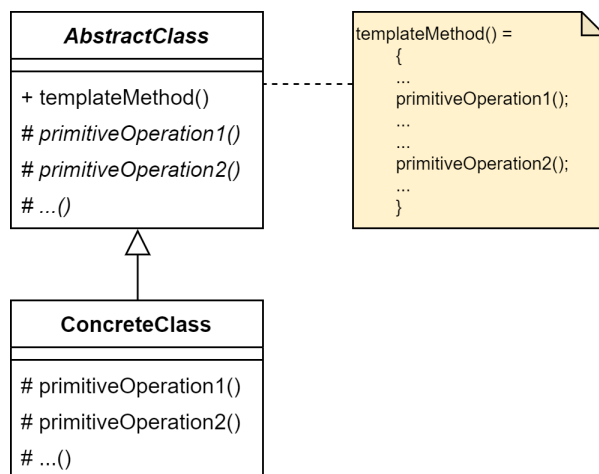 AbstractClass
+ templateMethod()
# primitiveOperation1()
# primitiveOperation2()
# ...()
templateMethod() =
{
...
primitiveOperation1();
...
...
primitiveOperation2();
...
}
ConcreteClass
# primitiveOperation1()
# primitiveOperation2()
# ...()